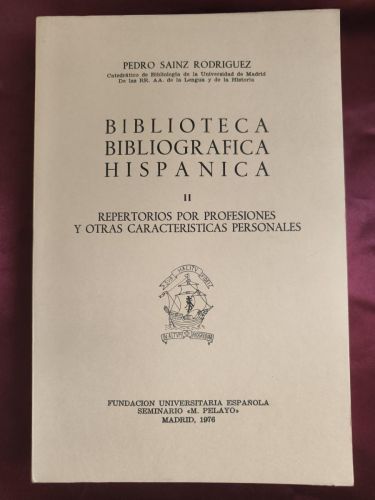 PEDRO SAINZ RODRIGUEZ
Catedrático de Bibliología de la Universidad de Madrid
De las RR. AA. de la Lengua y de la Historia
BIBLIOTECA
BIBLIOGRAFICA
HISPANICA
II
REPERTORIOS POR PROFESIONES
Y OTRAS CARACTERISTICAS PERSONALES
FUNDACION UNIVERSITARIA ESPAÑOLA
SEMINARIO «M. PELAYO»
MADRID, 1976